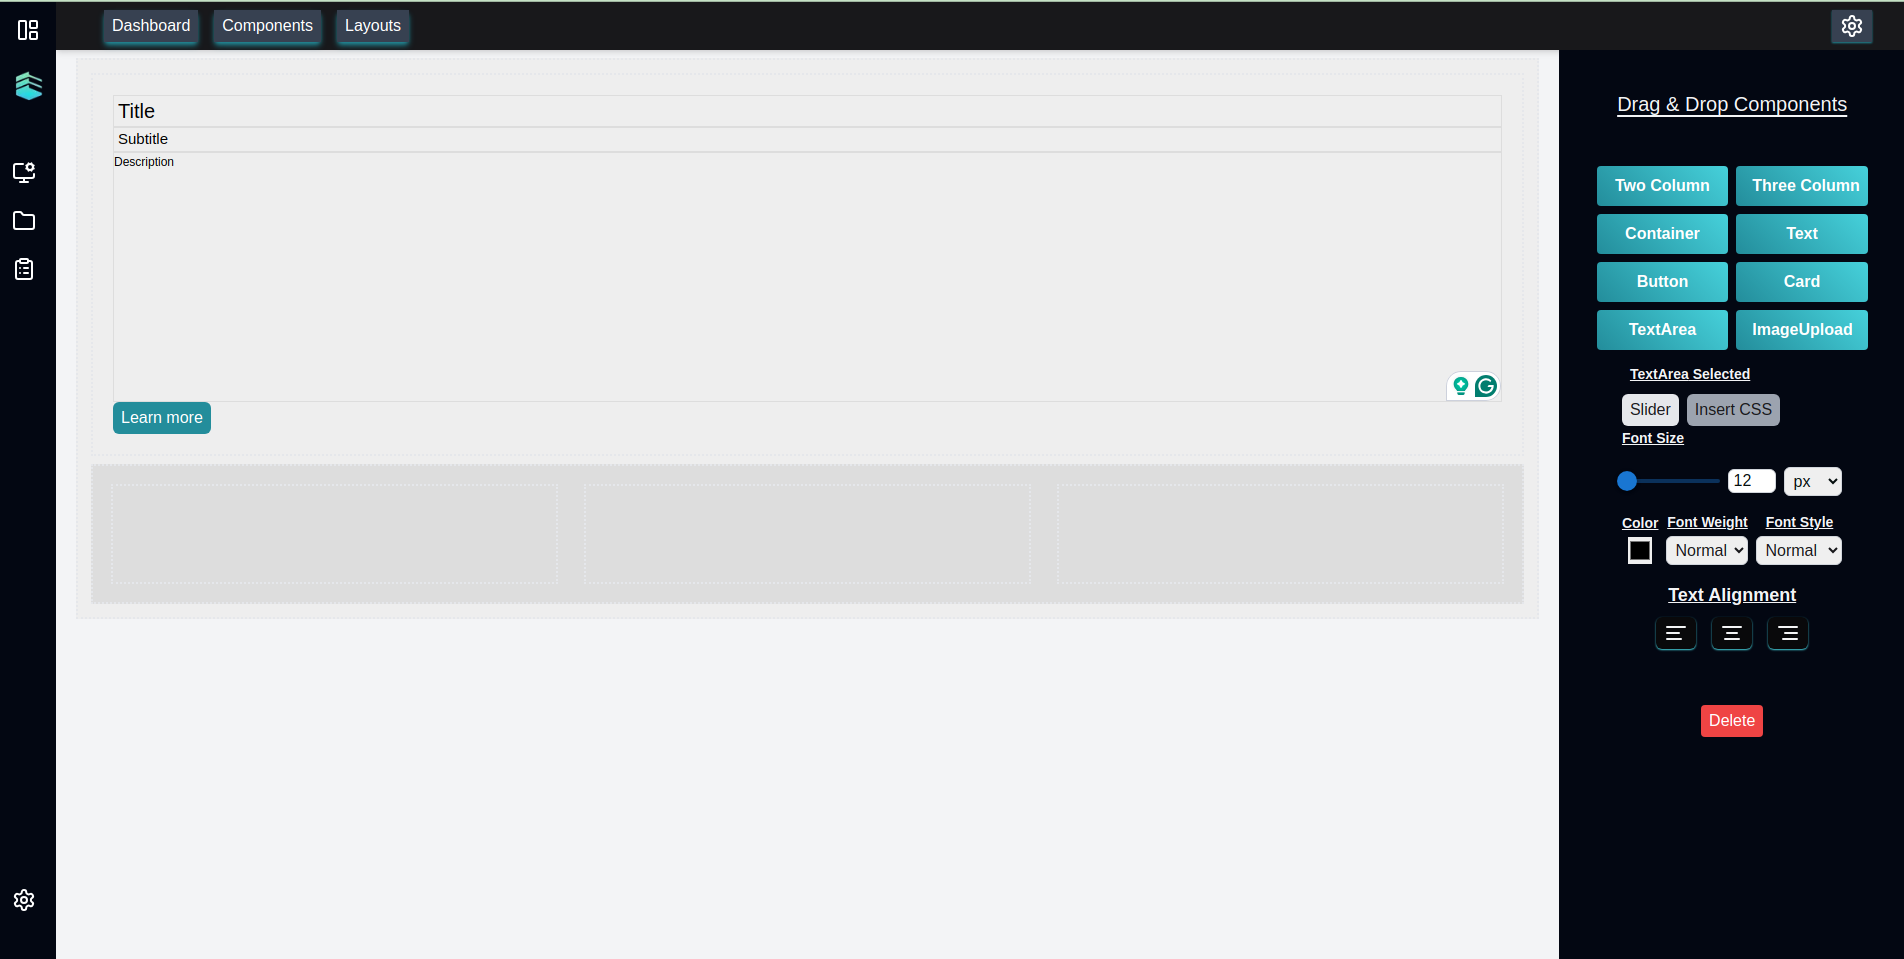 Dashboard Components Layouts
Title
Subtitle
Description
Learn more
Drag & Drop Components
Two Column Three Column
Container Text
Button Card
TextArea ImageUpload
TextArea Selected
Slider Insert CSS
Font Size
12 px
Color Font Weight Font Style
Normal Normal
Text Alignment
Delete